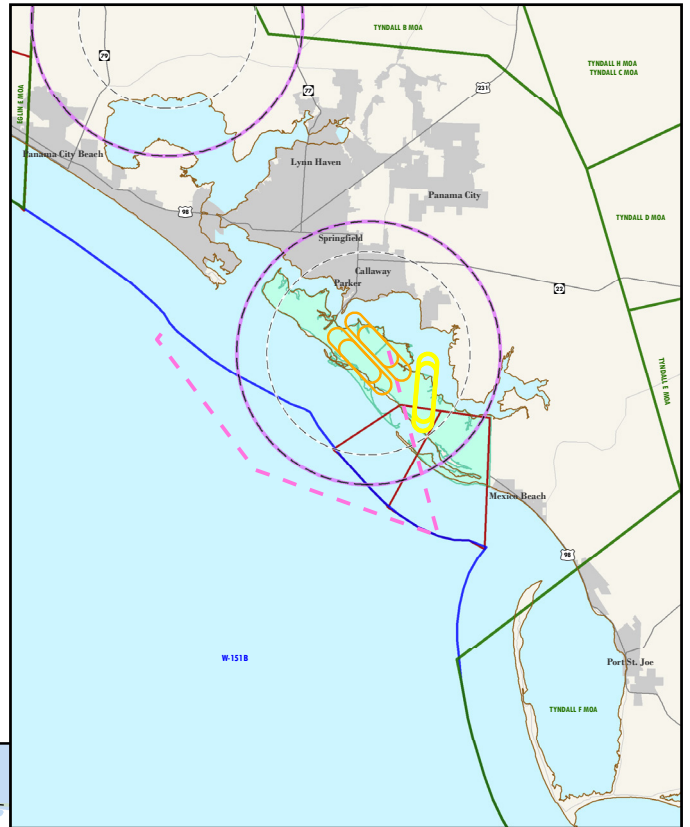 TYNDALL B MOA
TYNDALL H MOA
TYNDALL C MOA
79
77
231
EGLIN E MOA
Panama City Beach
Lynn Haven
Panama City
98
TYNDALL D MOA
Springfield
Callaway
Parker
22
TYNDALL E MOA
Mexico Beach
98
W-151B
Port St. Joe
TYNDALL F MOA